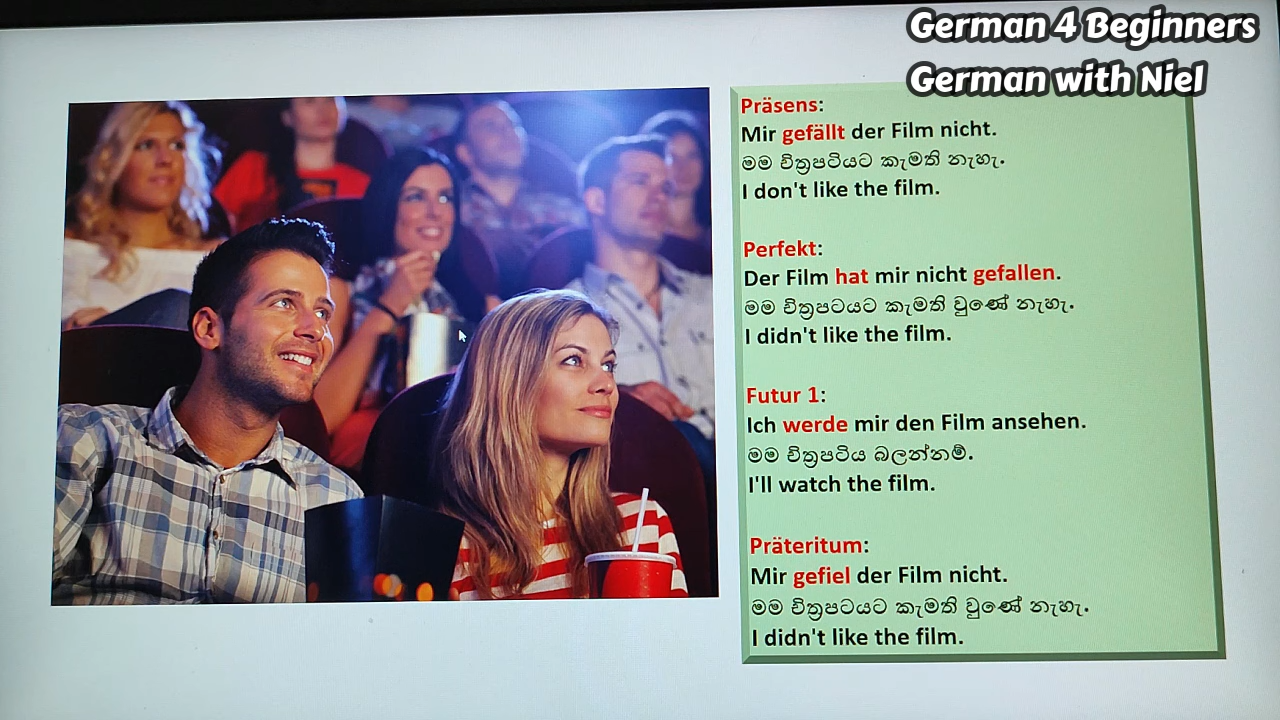 German 4 Beginners
German with Niel
Präsens:
Mir gefällt der Film nicht.
මම චිත්‍රපටියට කැමති නැහැ.
I don't like the film.
Perfekt:
Der Film hat mir nicht gefallen.
මම චිත්‍රපටයට කැමති වුණේ නැහැ.
I didn't like the film.
Futur 1:
Ich werde mir den Film ansehen.
මම චිත්‍රපටිය බලන්නම්.
I'll watch the film.
Präteritum:
Mir gefiel der Film nicht.
මම චිත්‍රපටයට කැමති වුණේ නැහැ.
I didn't like the film.